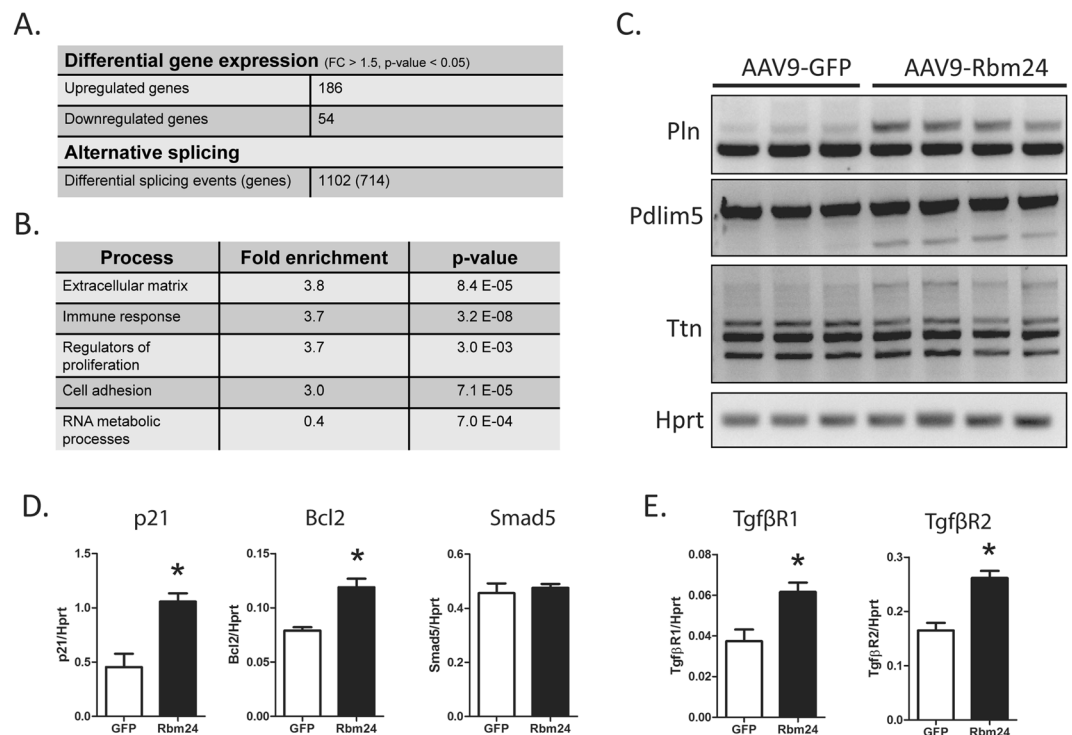 A.
Differential gene expression (FC > 1.5, p-value < 0.05)
Upregulated genes 186
Downregulated genes 54
Alternative splicing
Differential splicing events (genes) 1102 (714)
B.
Process Fold enrichment p-value
Extracellular matrix 3.8 8.4 E-05
Immune response 3.7 3.2 E-08
Regulators of
proliferation 3.7 3.0 E-03
Cell adhesion 3.0 7.1 E-05
RNA metabolic
processes 0.4 7.0 E-04
C.
AAV9-GFP AAV9-Rbm24
Pln
Pdlim5
Ttn
Hprt
D.
p21
p21/Hprt
1.5
1.0
0.5
0.0
*
GFP Rbm24
Bcl2
Bcl2/Hprt
0.15
0.10
0.05
0.00
*
GFP Rbm24
Smad5
Smad5/Hprt
0.6
0.4
0.2
0.0
GFP Rbm24
E.
TgfβR1
TgfβR1/Hprt
0.08
0.06
0.04
0.02
0.00
*
GFP Rbm24
TgfβR2
TgfβR2/Hprt
0.3
0.2
0.1
0.0
*
GFP Rbm24